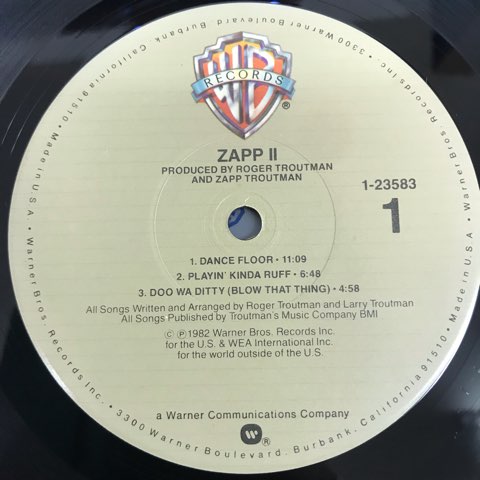 WB
RECORDS
®
ZAPP II
PRODUCED BY ROGER TROUTMAN
AND ZAPP TROUTMAN
1-23583
1
1. DANCE FLOOR • 11:09
2. PLAYIN' KINDA RUFF • 6:48
3. DOO WA DITTY (BLOW THAT THING) • 4:58
All Songs Written and Arranged by Roger Troutman and Larry Troutman
All Songs Published by Troutman's Music Company BMI
© ℗ 1982 Warner Bros. Records Inc.
for the U.S. & WEA International Inc.
for the world outside of the U.S.
a Warner Communications Company
®
Warner Bros. Records Inc. • 3300 Warner Boulevard, Burbank, California 91510 • Made in U.S.A. • Warner Bros. Records Inc. • 3300 Warner Boulevard, Burbank, California 91510 • Made in U.S.A. •